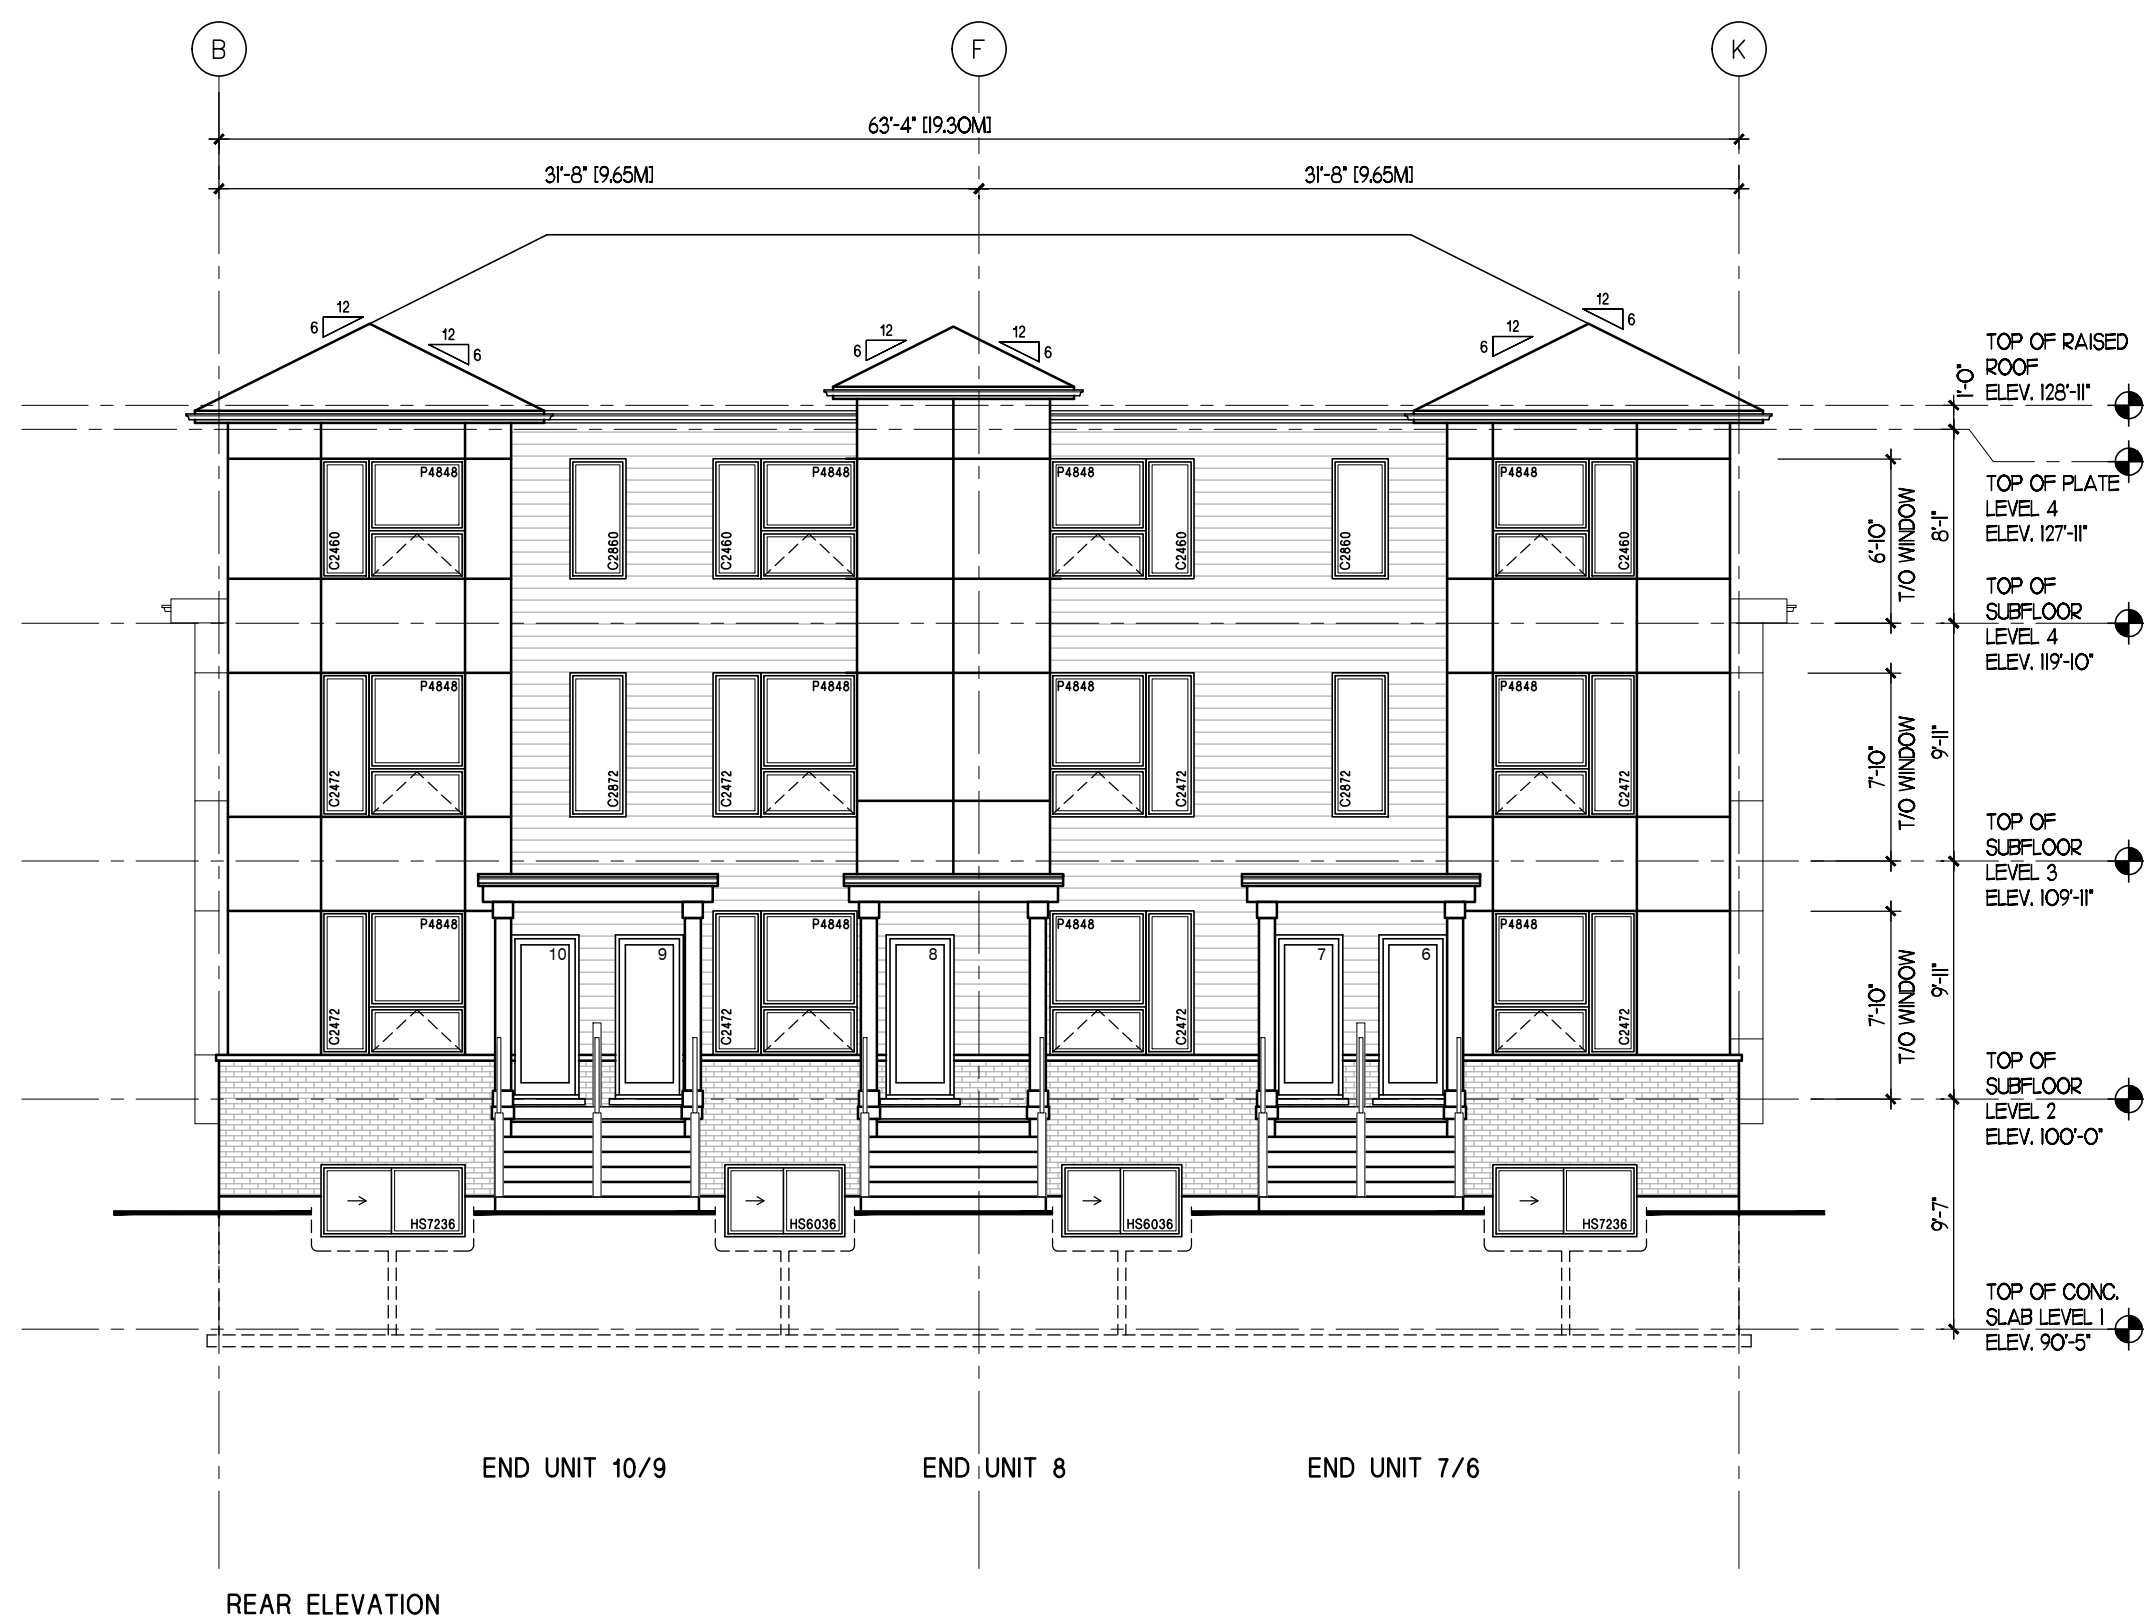 B
F
K
63'-4" [19.30M]
31'-8" [9.65M]
31'-8" [9.65M]
12
6
12
6
12
6
12
6
12
6
12
6
TOP OF RAISED
ROOF
ELEV. 128'-11"
1'-0"
TOP OF PLATE
LEVEL 4
ELEV. 127'-11"
P4848
C2460
C2860
C2460
P4848
P4848
C2460
C2860
P4848
C2460
6'-10"
T/O WINDOW
8'-1"
TOP OF
SUBFLOOR
LEVEL 4
ELEV. 119'-10"
P4848
C2472
C2872
C2472
P4848
P4848
C2472
C2872
P4848
C2472
7'-10"
T/O WINDOW
9'-11"
TOP OF
SUBFLOOR
LEVEL 3
ELEV. 109'-11"
P4848
C2472
10
9
C2472
P4848
8
P4848
C2472
7
6
P4848
C2472
7'-10"
T/O WINDOW
9'-11"
TOP OF
SUBFLOOR
LEVEL 2
ELEV. 100'-0"
HS7236
HS6036
HS6036
HS7236
9'-7"
TOP OF CONC.
SLAB LEVEL 1
ELEV. 90'-5"
END UNIT 10/9
END UNIT 8
END UNIT 7/6
REAR ELEVATION